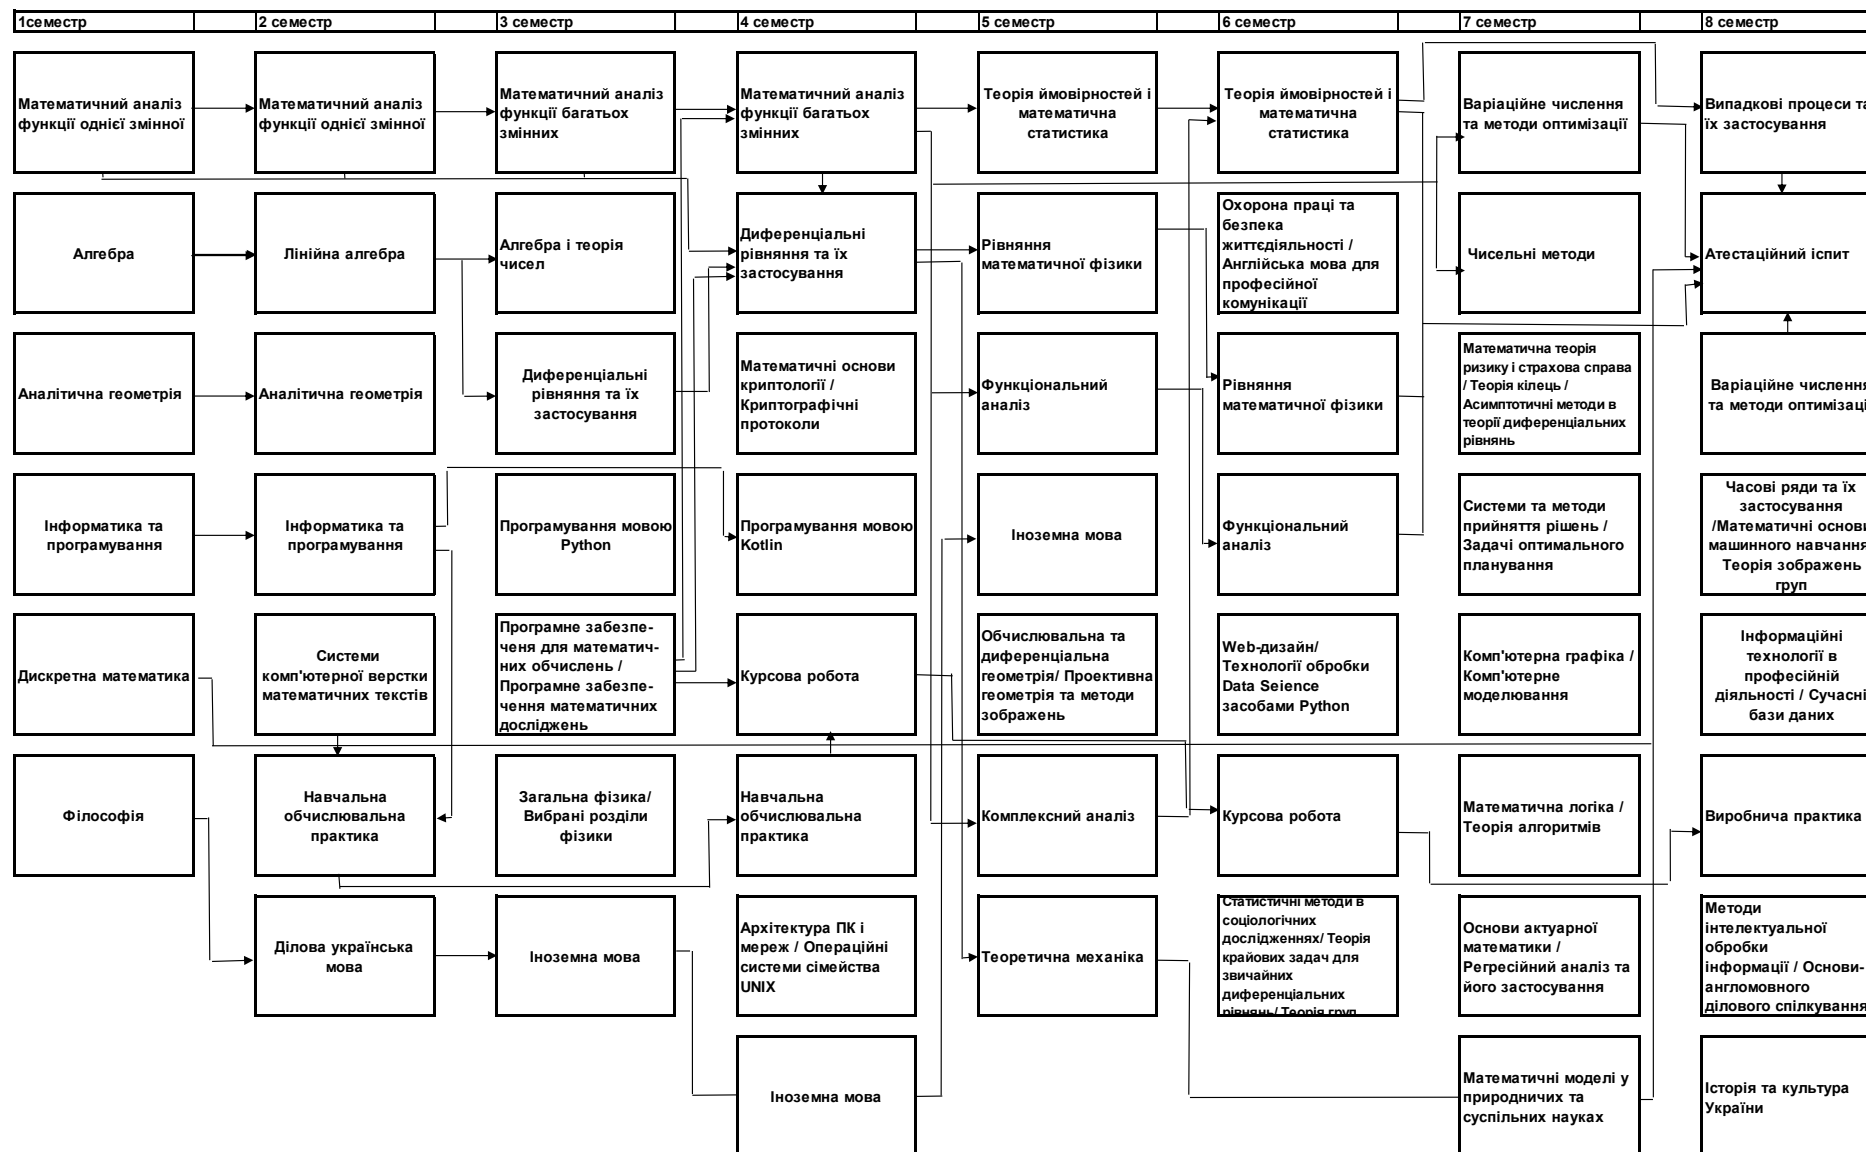 1семестр
2 семестр
3 семестр
4 семестр
5 семестр
6 семестр
7 семестр
8 семестр
Математичний аналіз
функції однієї змінної
Математичний аналіз
функції однієї змінної
Математичний аналіз
функції багатьох
змінних
Математичний аналіз
функції багатьох
змінних
Теорія ймовірностей і
математична
статистика
Теорія ймовірностей і
математична
статистика
Варіаційне числення
та методи оптимізації
Випадкові процеси та
їх застосування
Алгебра
Лінійна алгебра
Алгебра і теорія
чисел
Диференціальні
рівняння та їх
застосування
Рівняння
математичної фізики
Охорона праці та
безпека
життєдіяльності /
Англійська мова для
професійної
комунікації
Чисельні методи
Атестаційний іспит
Аналітична геометрія
Аналітична геометрія
Диференціальні
рівняння та їх
застосування
Математичні основи
криптології /
Криптографічні
протоколи
Функціональний
аналіз
Рівняння
математичної фізики
Математична теорія
ризику і страхова справа
/ Теорія кілець /
Асимптотичні методи в
теорії диференціальних
рівнянь
Варіаційне числення
та методи оптимізаці
Інформатика та
програмування
Інформатика та
програмування
Програмування мовою
Python
Програмування мовою
Kotlin
Іноземна мова
Функціональний
аналіз
Системи та методи
прийняття рішень /
Задачі оптимального
планування
Часові ряди та їх
застосування
/Математичні основи
машинного навчання
Теорія зображень
груп
Дискретна математика
Системи
комп'ютерної верстки
математичних текстів
Програмне забезпе-
ченя для математич-
них обчислень /
Програмне забезпе-
чення математичних
досліджень
Курсова робота
Обчислювальна та
диференціальна
геометрія/ Проективна
геометрія та методи
зображень
Web-дизайн/
Технології обробки
Data Seience
засобами Python
Комп'ютерна графіка /
Комп'ютерне
моделювання
Інформаційні
технології в
професійній
діяльності / Сучасні
бази даних
Філософія
Навчальна
обчислювальна
практика
Загальна фізика/
Вибрані розділи
фізики
Навчальна
обчислювальна
практика
Комплексний аналіз
Курсова робота
Математична логіка /
Теорія алгоритмів
Виробнича практика
Ділова українська
мова
Іноземна мова
Архітектура ПК і
мереж / Операційні
системи сімейства
UNIX
Теоретична механіка
Статистичні методи в
соціологічних
дослідженнях/ Теорія
крайових задач для
звичайних
диференціальних
рівнянь/ Теорія груп
Основи актуарної
математики /
Регресійний аналіз та
його застосування
Методи
інтелектуальної
обробки
інформації / Основи-
англомовного
ділового спілкування
Іноземна мова
Математичні моделі у
природничих та
суспільних науках
Історія та культура
України